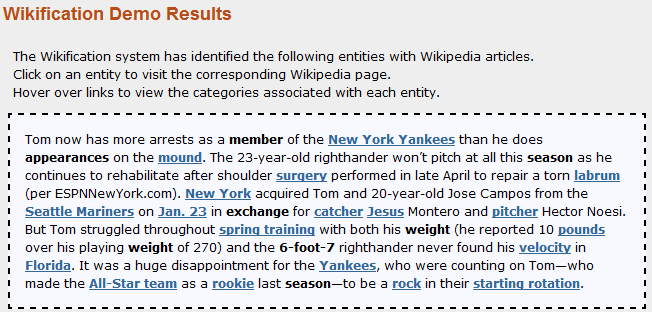 Wikification Demo Results
The Wikification system has identified the following entities with Wikipedia articles.
Click on an entity to visit the corresponding Wikipedia page.
Hover over links to view the categories associated with each entity.
Tom now has more arrests as a member of the New York Yankees than he does
appearances on the mound. The 23-year-old righthander won't pitch at all this season as he
continues to rehabilitate after shoulder surgery performed in late April to repair a torn labrum
(per ESPNNewYork.com). New York acquired Tom and 20-year-old Jose Campos from the
Seattle Mariners on Jan. 23 in exchange for catcher Jesus Montero and pitcher Hector Noesi.
But Tom struggled throughout spring training with both his weight (he reported 10 pounds
over his playing weight of 270) and the 6-foot-7 righthander never found his velocity in
Florida. It was a huge disappointment for the Yankees, who were counting on Tom—who
made the All-Star team as a rookie last season—to be a rock in their starting rotation.